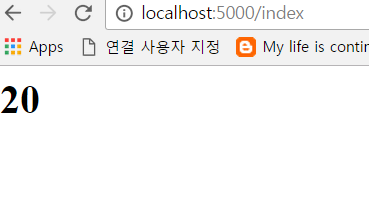 localhost:5000/index
Apps 연결 사용자 지정 My life is contin
20